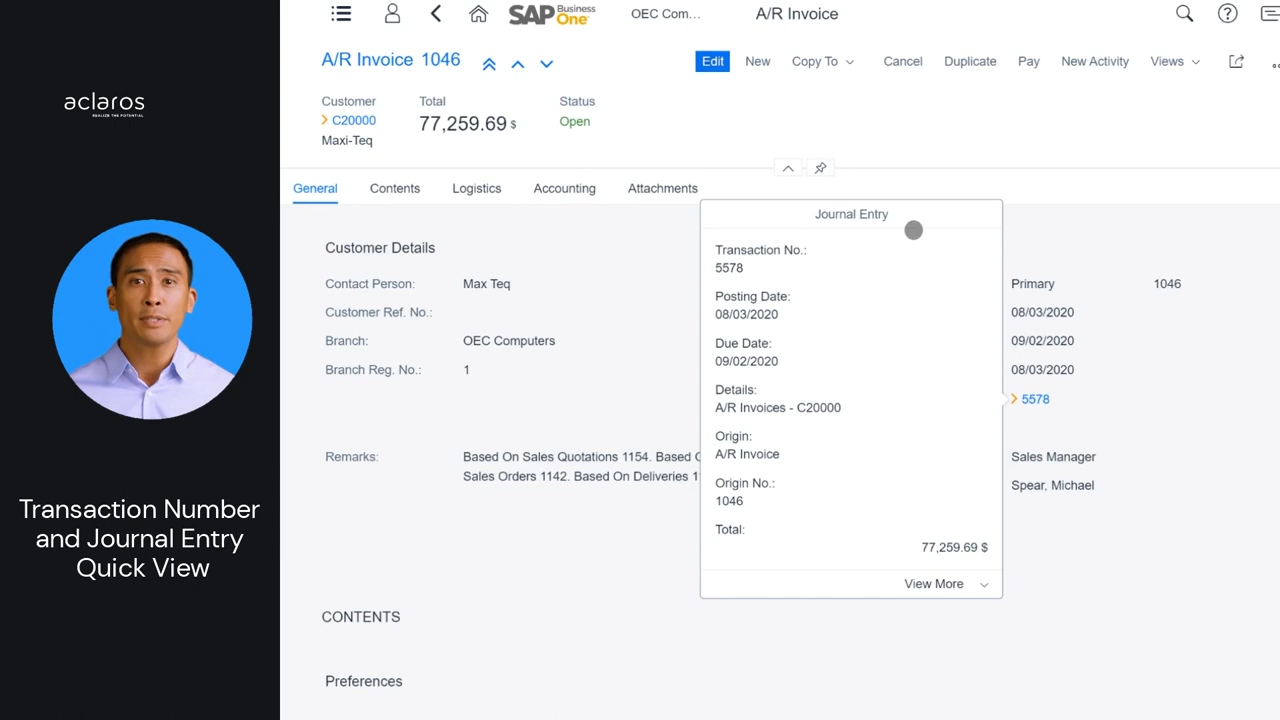 aclaros
REALIZE THE POTENTIAL
Transaction Number
and Journal Entry
Quick View
SAP Business One
OEC Com...
A/R Invoice
A/R Invoice 1046
Edit
New
Copy To
Cancel
Duplicate
Pay
New Activity
Views
Customer
C20000
Maxi-Teq
Total
77,259.69 $
Status
Open
General
Contents
Logistics
Accounting
Attachments
Customer Details
Contact Person: Max Teq
Customer Ref. No.:
Branch: OEC Computers
Branch Reg. No.: 1
Remarks: Based On Sales Quotations 1154. Based
Sales Orders 1142. Based On Deliveries
Journal Entry
Transaction No.:
5578
Posting Date:
08/03/2020
Due Date:
09/02/2020
Details:
A/R Invoices - C20000
Origin:
A/R Invoice
Origin No.:
1046
Total:
77,259.69 $
View More
Primary 1046
08/03/2020
09/02/2020
08/03/2020
5578
Sales Manager
Spear, Michael
CONTENTS
Preferences